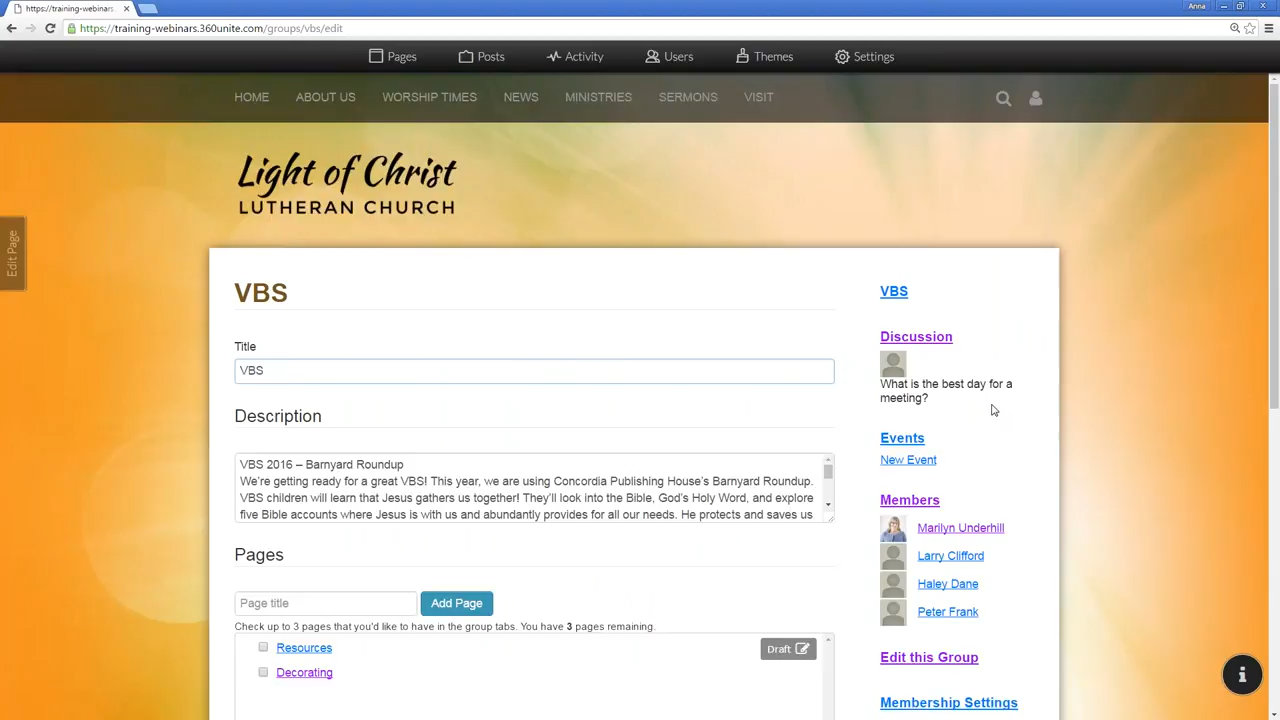 https://training-webinars.
Anna
https://training-webinars.360unite.com/groups/vbs/edit
Pages Posts Activity Users Themes Settings
HOME ABOUT US WORSHIP TIMES NEWS MINISTRIES SERMONS VISIT
Light of Christ
LUTHERAN CHURCH
Edit Page
VBS
Title
VBS
Description
VBS 2016 – Barnyard Roundup
We're getting ready for a great VBS! This year, we are using Concordia Publishing House's Barnyard Roundup.
VBS children will learn that Jesus gathers us together! They'll look into the Bible, God's Holy Word, and explore
five Bible accounts where Jesus is with us and abundantly provides for all our needs. He protects and saves us
Pages
Page title
Add Page
Check up to 3 pages that you'd like to have in the group tabs. You have 3 pages remaining.
Resources
Draft
Decorating
VBS
Discussion
What is the best day for a
meeting?
Events
New Event
Members
Marilyn Underhill
Larry Clifford
Haley Dane
Peter Frank
Edit this Group
Membership Settings